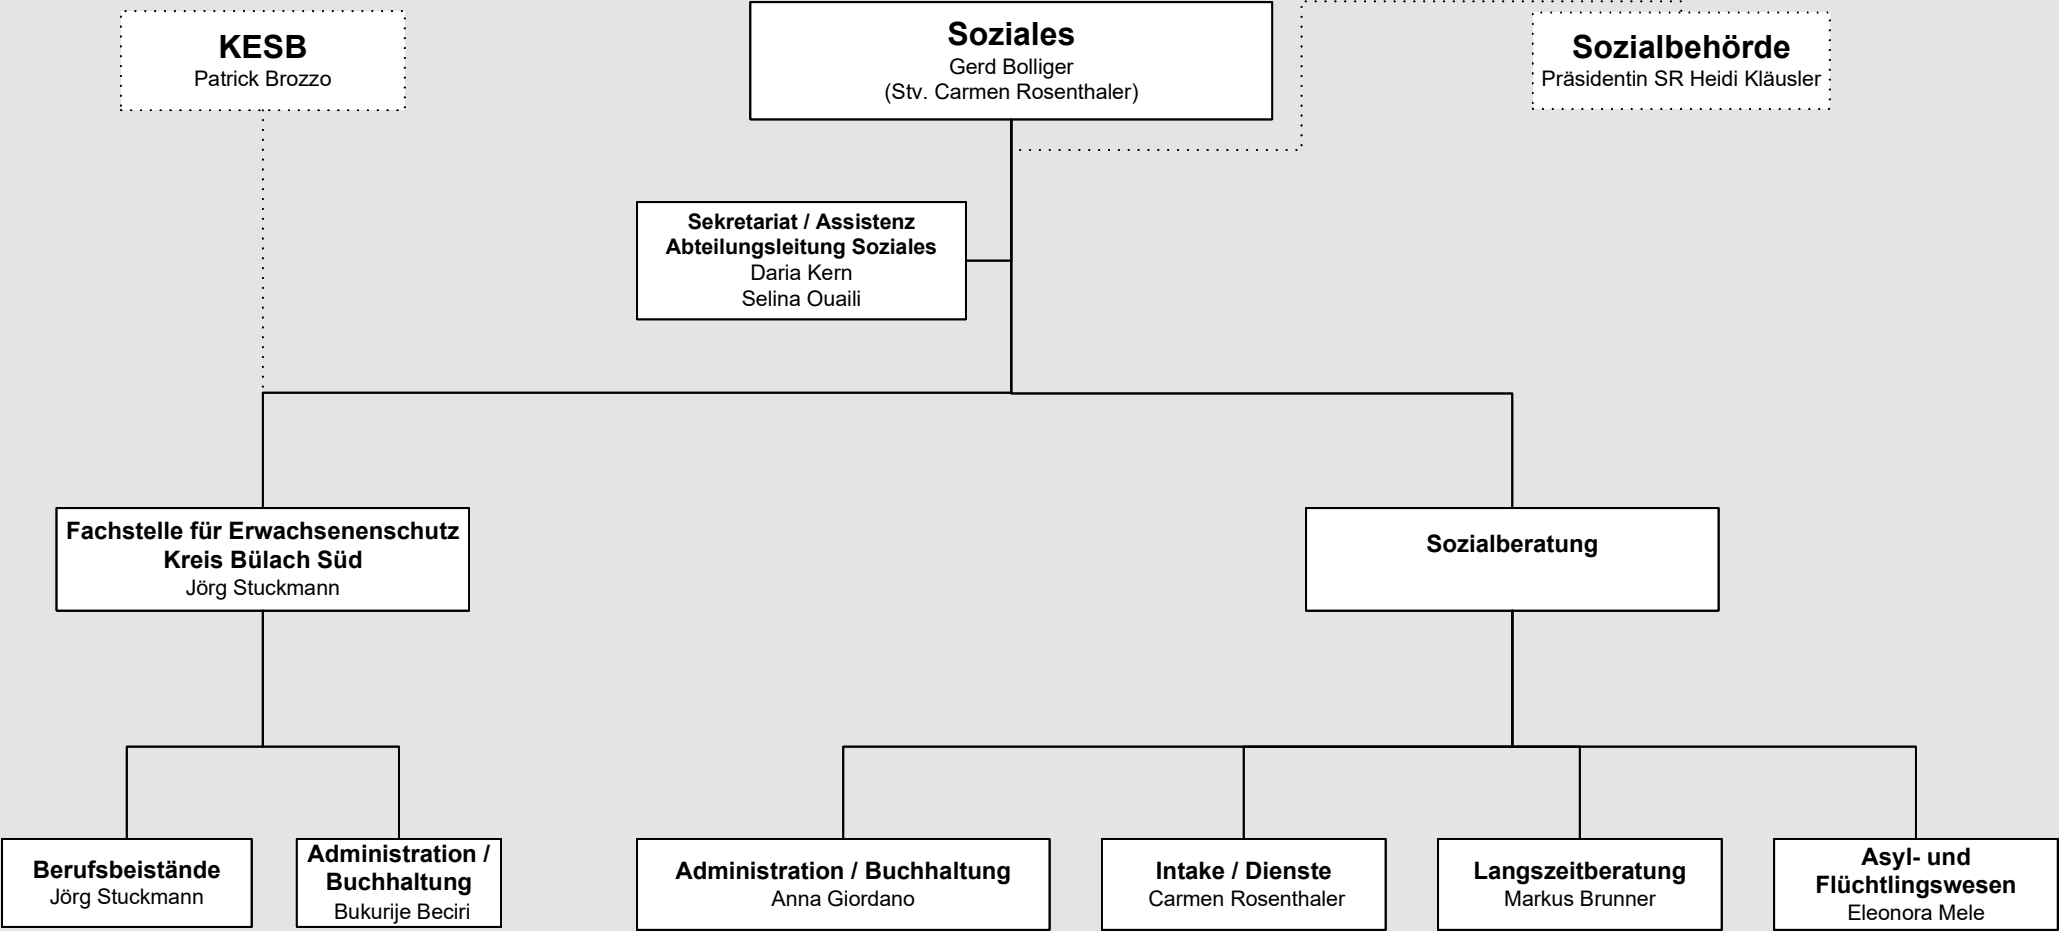 KESB
Patrick Brozzo
Soziales
Gerd Bolliger
(Stv. Carmen Rosenthaler)
Sozialbehörde
Präsidentin SR Heidi Kläusler
Sekretariat / Assistenz
Abteilungsleitung Soziales
Daria Kern
Selina Ouaili
Fachstelle für Erwachsenenschutz
Kreis Bülach Süd
Jörg Stuckmann
Sozialberatung
Berufsbeistände
Jörg Stuckmann
Administration /
Buchhaltung
Bukurije Beciri
Administration / Buchhaltung
Anna Giordano
Intake / Dienste
Carmen Rosenthaler
Langszeitberatung
Markus Brunner
Asyl- und
Flüchtlingswesen
Eleonora Mele